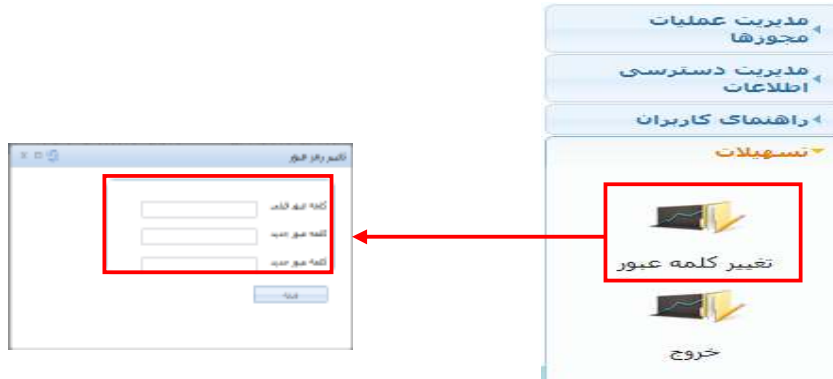 مدیریت عملیات
مجوزها
مدیریت دسترسی
اطلاعات
راهنمای کاربران
تسهیلات
تغییر کلمه عبور
خروج
تغییر رمز عبور
کلمه عبور قبلی
کلمه عبور جدید
کلمه عبور جدید